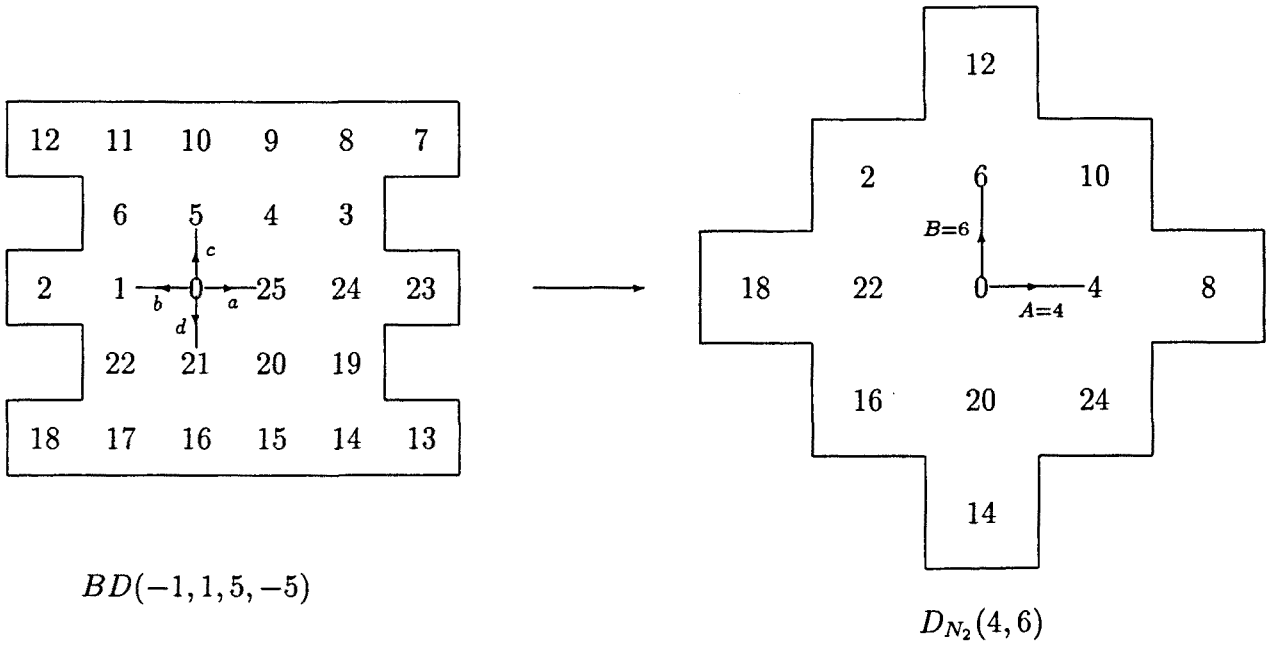 12 11 10 9 8 7
6 5 4 3
c
2 1 0 25 24 23
b a
d
22 21 20 19
18 17 16 15 14 13
BD(−1, 1, 5, −5)
12
2 6 10
B=6
18 22 0 4 8
A=4
16 20 24
14
D_{N_2}(4, 6)